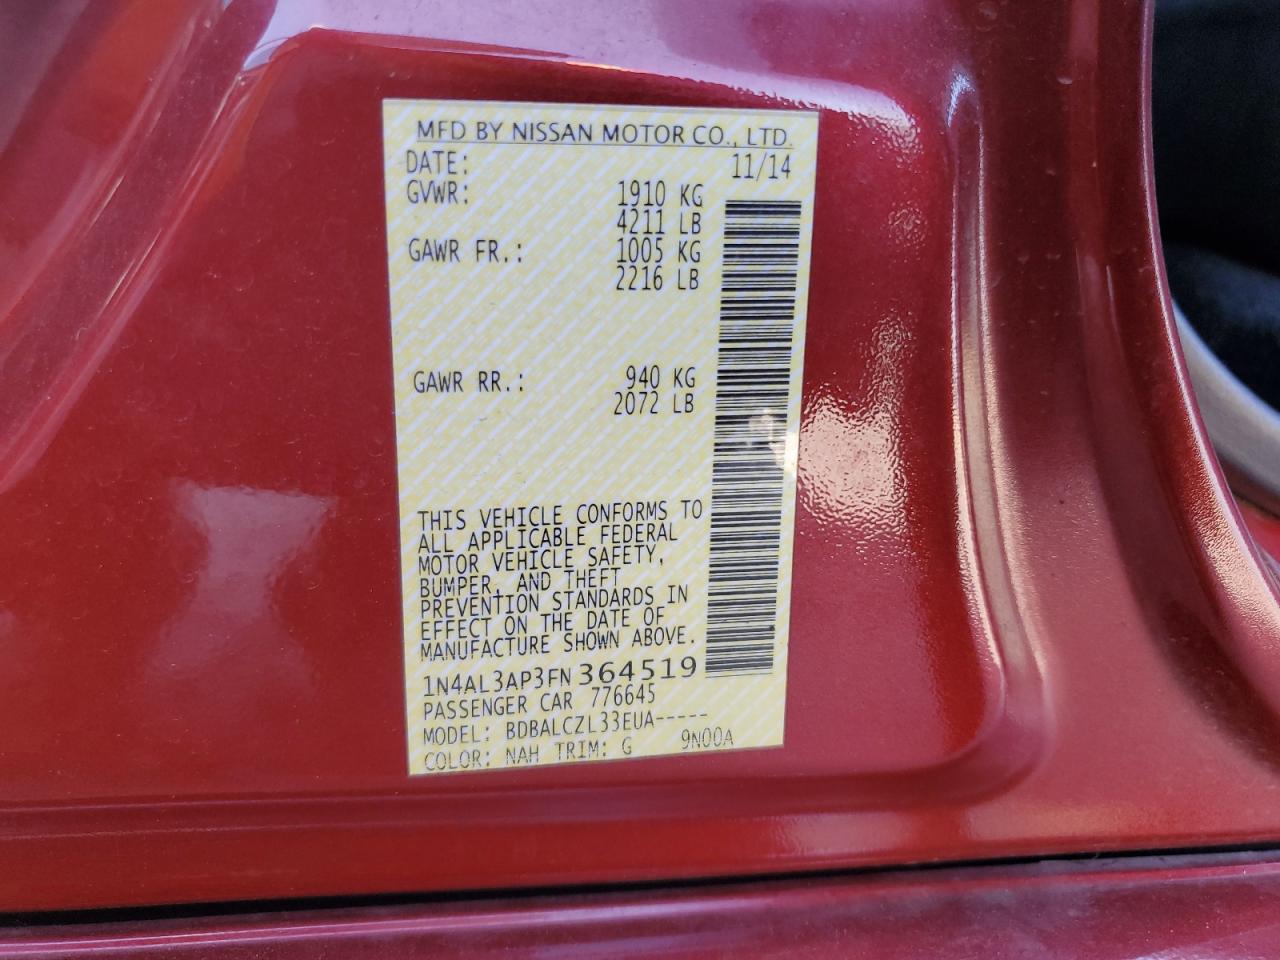 MFD BY NISSAN MOTOR CO., LTD.
DATE: 11/14
GVWR: 1910 KG
4211 LB
GAWR FR.: 1005 KG
2216 LB
GAWR RR.: 940 KG
2072 LB
THIS VEHICLE CONFORMS TO
ALL APPLICABLE FEDERAL
MOTOR VEHICLE SAFETY,
BUMPER, AND THEFT
PREVENTION STANDARDS IN
EFFECT ON THE DATE OF
MANUFACTURE SHOWN ABOVE.
1N4AL3AP3FN364519
PASSENGER CAR 776645
MODEL: BDBALCZL33EUA-----
COLOR: NAH TRIM: G 9N00A